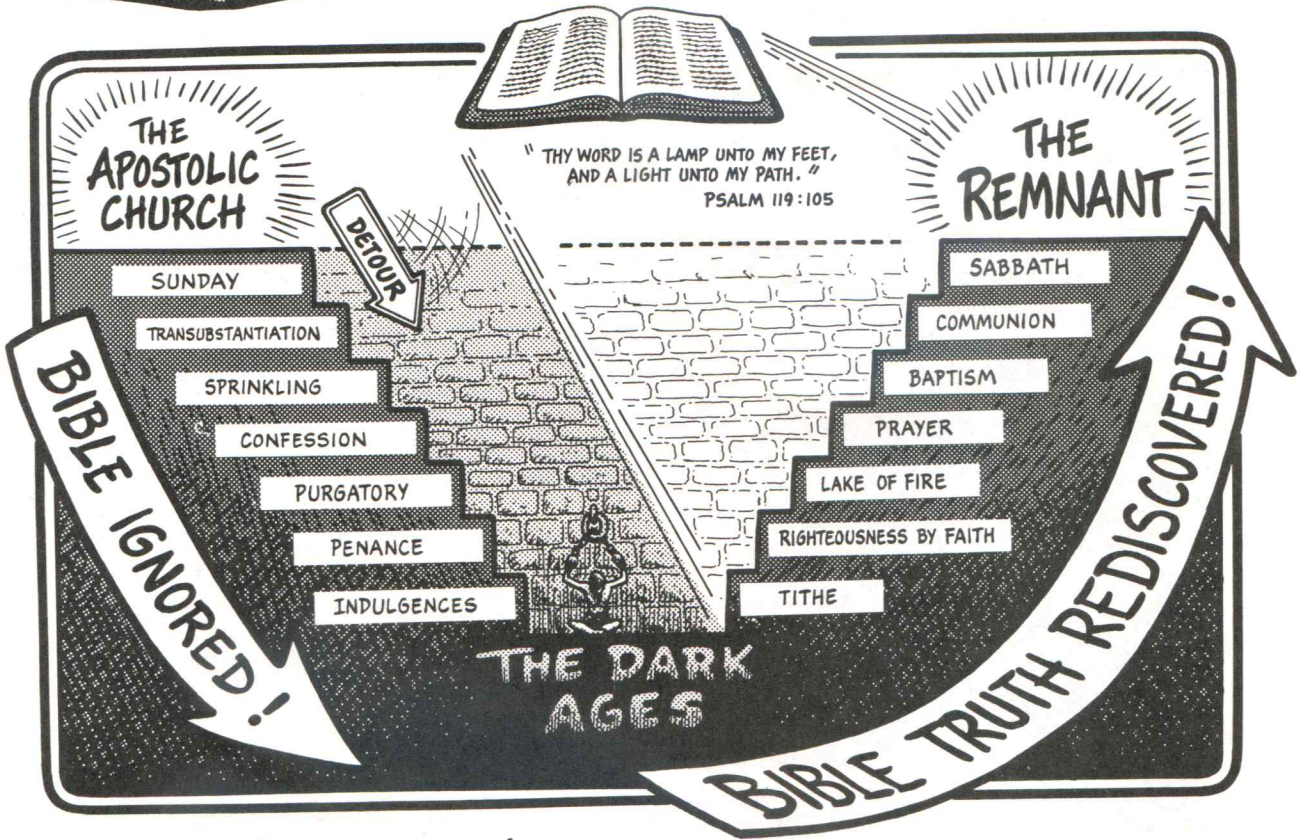 THE
APOSTOLIC
CHURCH
" THY WORD IS A LAMP UNTO MY FEET,
AND A LIGHT UNTO MY PATH. "
PSALM 119:105
THE
REMNANT
DETOUR
SUNDAY
TRANSUBSTANTIATION
SPRINKLING
CONFESSION
PURGATORY
PENANCE
INDULGENCES
SABBATH
COMMUNION
BAPTISM
PRAYER
LAKE OF FIRE
RIGHTEOUSNESS BY FAITH
TITHE
BIBLE IGNORED!
THE DARK
AGES
BIBLE TRUTH REDISCOVERED!